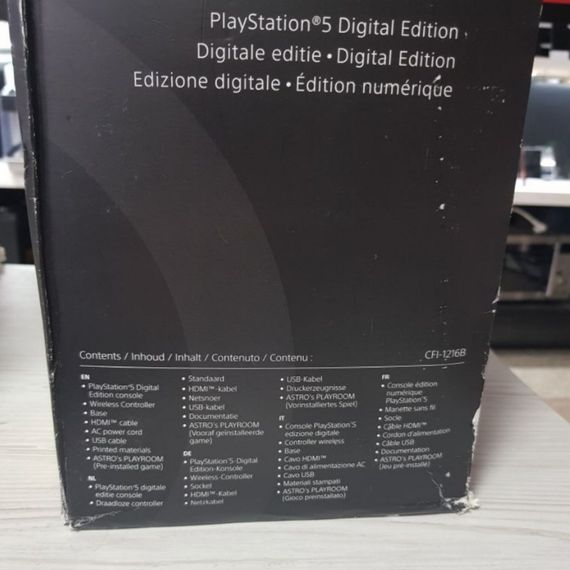 PlayStation®5 Digital Edition
Digitale editie • Digital Edition
Edizione digitale • Édition numérique
Contents / Inhoud / Inhalt / Contenuto / Contenu :
CFI-1216B
EN
• PlayStation®5 Digital
Edition console
• Wireless Controller
• Base
• HDMI™ cable
• AC power cord
• USB cable
• Printed materials
• ASTRO's PLAYROOM
(Pre-installed game)
NL
• PlayStation®5 digitale
editie console
• Draadloze controller
• Standaard
• HDMI™-kabel
• Netsnoer
• USB-kabel
• Documentatie
• ASTRO's PLAYROOM
(Vooraf geïnstalleerde
game)
DE
• PlayStation®5-Digital
Edition-Konsole
• Wireless-Controller
• Sockel
• HDMI™-Kabel
• Netzkabel
• USB-Kabel
• Druckerzeugnisse
• ASTRO's PLAYROOM
(Vorinstalliertes Spiel)
IT
• Console PlayStation®5
edizione digitale
• Controller wireless
• Base
• Cavo HDMI™
• Cavo di alimentazione AC
• Cavo USB
• Materiali stampati
• ASTRO's PLAYROOM
(Gioco preinstallato)
FR
• Console édition
numérique
PlayStation®5
• Manette sans fil
• Socle
• Câble HDMI™
• Cordon d'alimentation
• Câble USB
• Documentation
• ASTRO's PLAYROOM
(Jeu pré-installé)